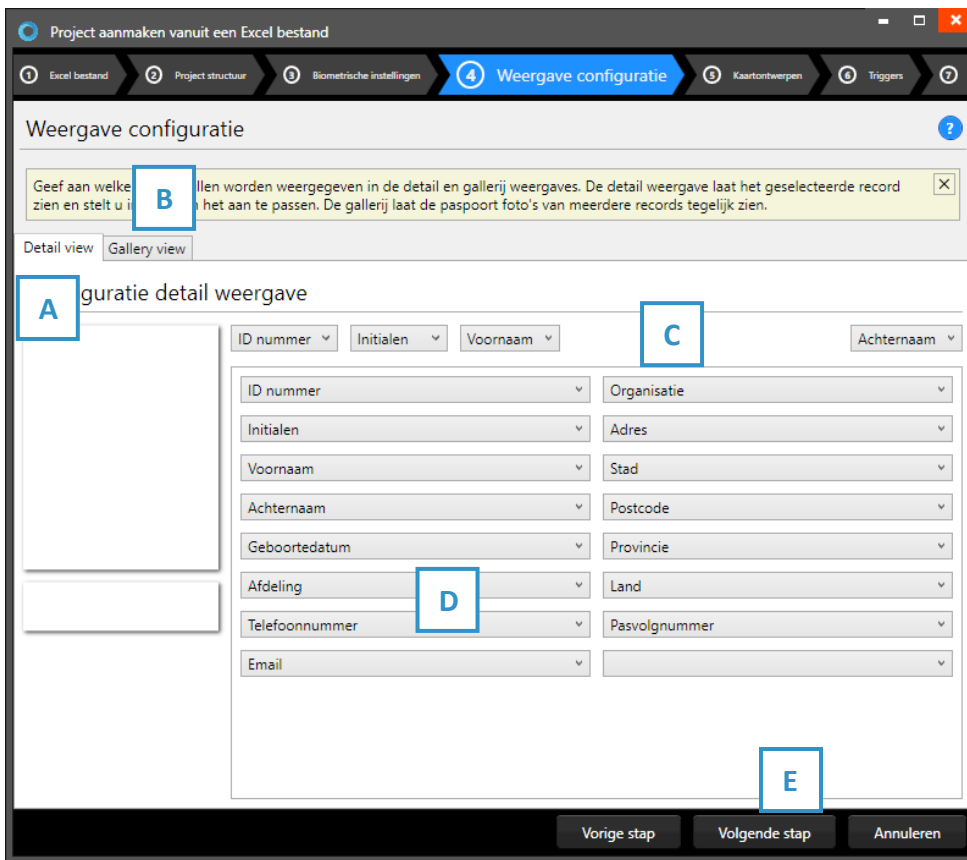 Project aanmaken vanuit een Excel bestand
1 Excel bestand 2 Project structuur 3 Biometrische instellingen 4 Weergave configuratie 5 Kaartontwerpen 6 Triggers 7
Weergave configuratie ?
Geef aan welke llen worden weergegeven in de detail en gallerij weergaves. De detail weergave laat het geselecteerde record
B
zien en stelt u i het aan te passen. De gallerij laat de paspoort foto's van meerdere records tegelijk zien.
Detail view Gallery view
A guratie detail weergave
C
ID nummer Initialen Voornaam Achternaam
ID nummer Organisatie
Initialen Adres
Voornaam Stad
Achternaam Postcode
Geboortedatum Provincie
Afdeling Land
D
Telefoonnummer Pasvolgnummer
Email
E
Vorige stap Volgende stap Annuleren